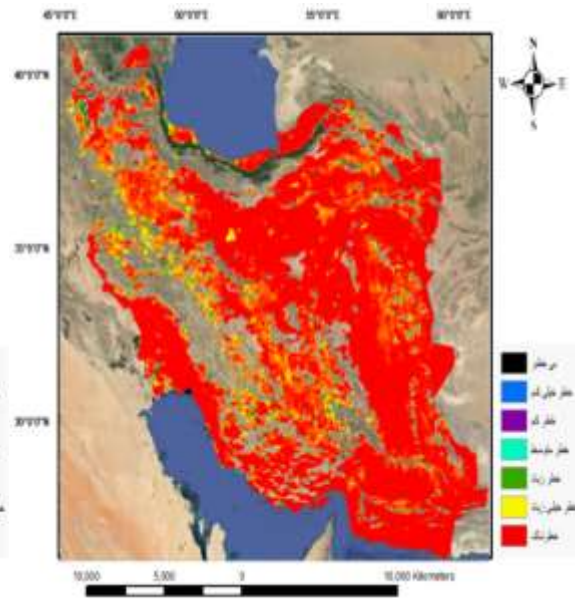 45°0'0"E 50°0'0"E 55°0'0"E 60°0'0"E
N
40°0'0"N
W E
S
35°0'0"N
30°0'0"N
بی خطر
خطر خیلی کم
خطر کم
خطر متوسط
خطر زیاد
خطر خیلی زیاد
خطرناک
10,000 5,000 0 10,000 Kilometers